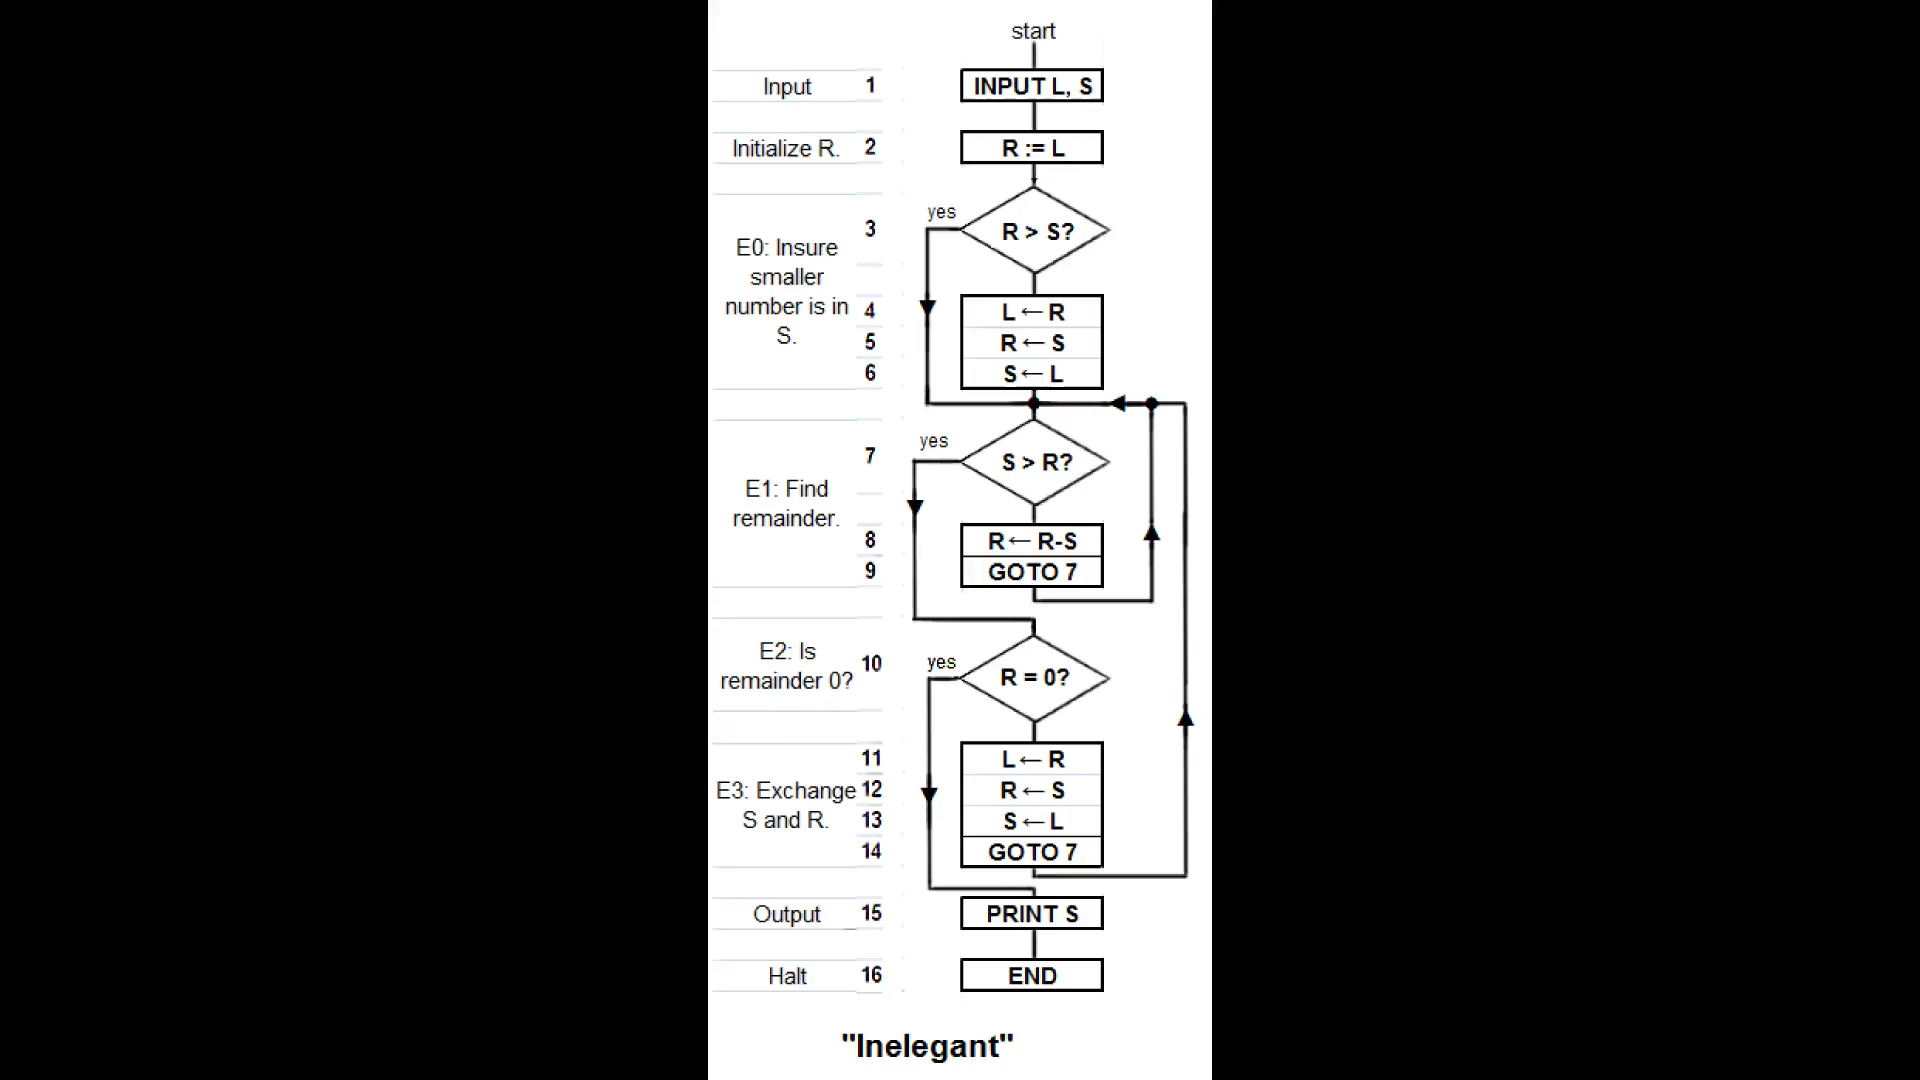 start
Input 1 INPUT L, S
Initialize R. 2 R := L
yes
3 R > S?
E0: Insure
smaller
number is in
S.
4 L ← R
5 R ← S
6 S ← L
yes
7 S > R?
E1: Find
remainder.
8 R ← R-S
9 GOTO 7
E2: Is
remainder 0?
10 yes
R = 0?
11 L ← R
E3: Exchange
S and R.
12 R ← S
13 S ← L
14 GOTO 7
Output 15 PRINT S
Halt 16 END
"Inelegant"